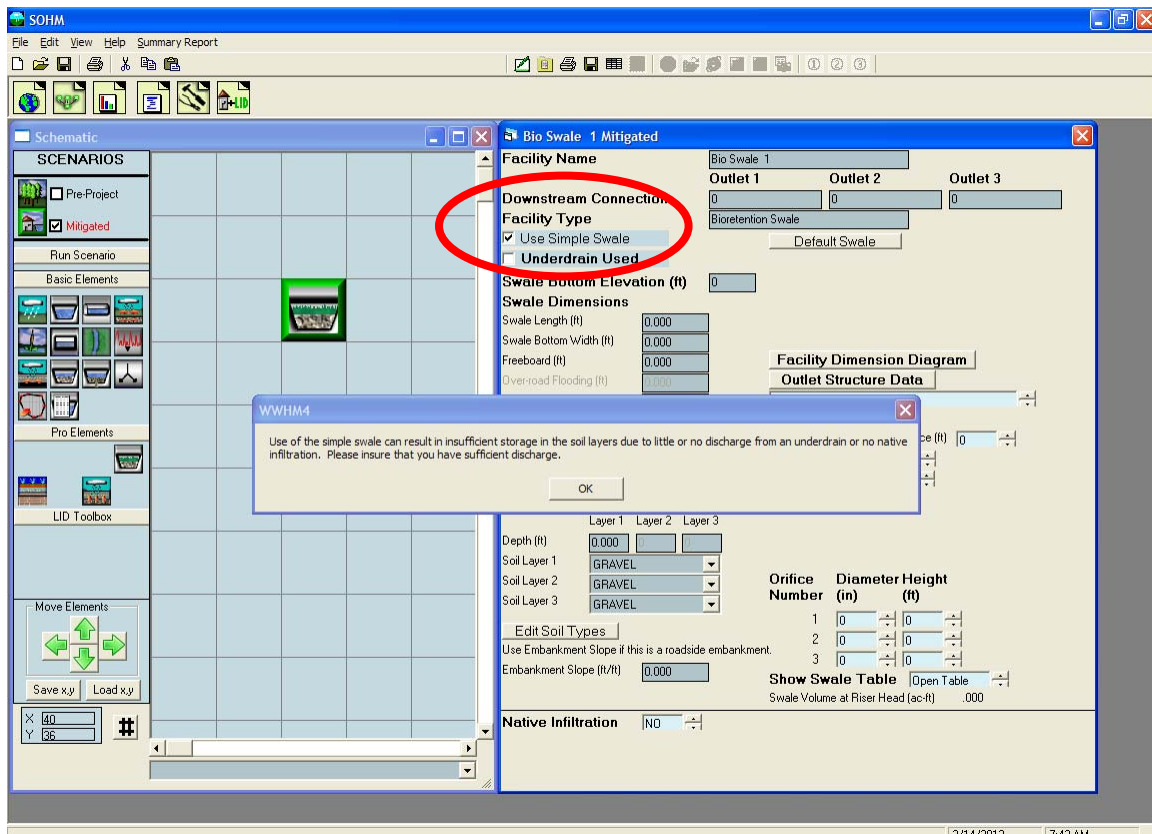 SOHM
File Edit View Help Summary Report
Schematic
SCENARIOS
Pre-Project
Mitigated
Run Scenario
Basic Elements
Pro Elements
LID Toolbox
Move Elements
Save x,y Load x,y
X 40
Y 36
#
+LID
Bio Swale 1 Mitigated
Facility Name Bio Swale 1
Outlet 1 Outlet 2 Outlet 3
Downstream Connection 0 0 0
Facility Type Bioretention Swale
Use Simple Swale Default Swale
Underdrain Used
Swale Bottom Elevation (ft) 0
Swale Dimensions
Swale Length (ft) 0.000
Swale Bottom Width (ft) 0.000
Freeboard (ft) 0.000 Facility Dimension Diagram
Over-road Flooding (ft) 0.000 Outlet Structure Data
WWHM4
Use of the simple swale can result in insufficient storage in the soil layers due to little or no discharge from an underdrain or no native
infiltration. Please insure that you have sufficient discharge.
OK
(ft) 0
Layer 1 Layer 2 Layer 3
Depth (ft) 0.000 0 0
Soil Layer 1 GRAVEL
Soil Layer 2 GRAVEL
Soil Layer 3 GRAVEL
Edit Soil Types
Use Embankment Slope if this is a roadside embankment.
Embankment Slope (ft/ft) 0.000
Orifice Diameter Height
Number (in) (ft)
1 0 0
2 0 0
3 0 0
Show Swale Table Open Table
Swale Volume at Riser Head (ac-ft) .000
Native Infiltration NO